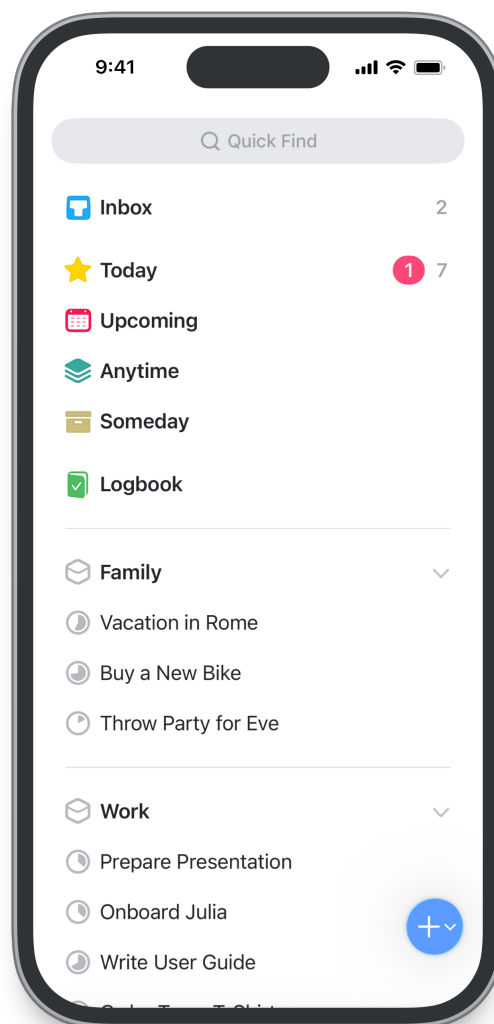 9:41
Quick Find
Inbox 2
Today 1 7
Upcoming
Anytime
Someday
Logbook
Family
Vacation in Rome
Buy a New Bike
Throw Party for Eve
Work
Prepare Presentation
Onboard Julia
Write User Guide